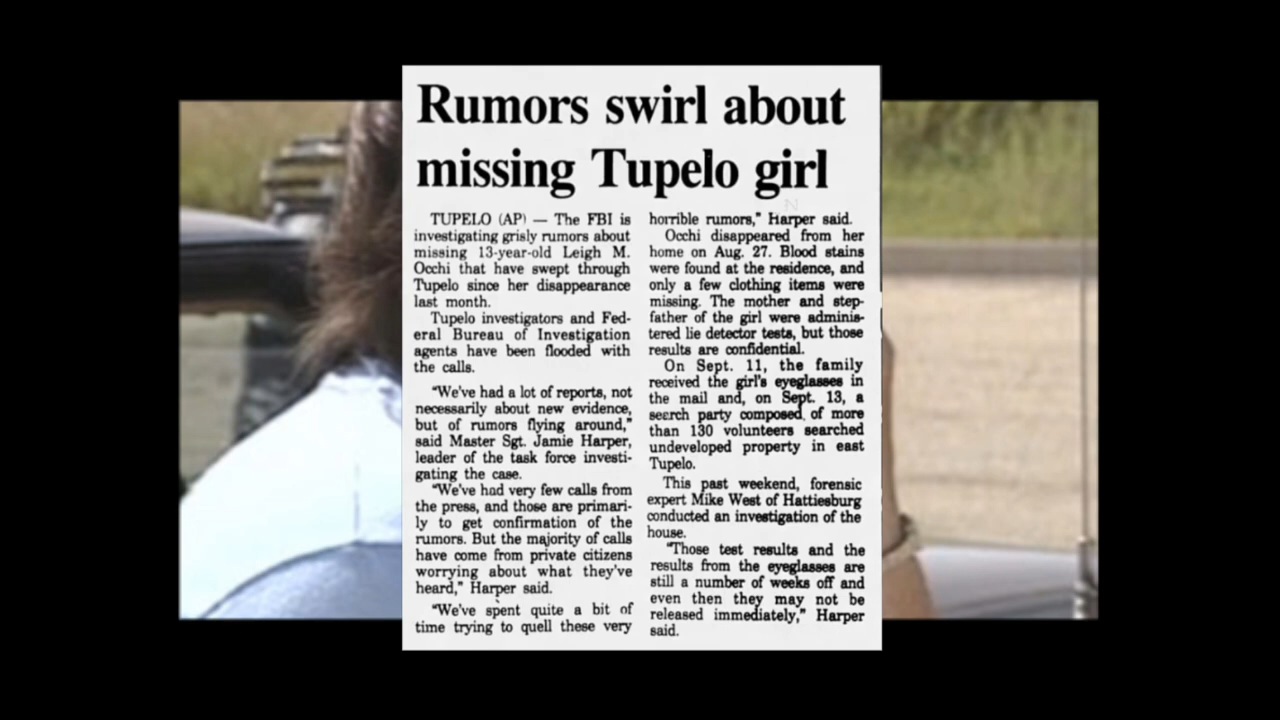 Rumors swirl about
missing Tupelo girl
TUPELO (AP) — The FBI is
investigating grisly rumors about
missing 13-year-old Leigh M.
Occhi that have swept through
Tupelo since her disappearance
last month.
Tupelo investigators and Fed-
eral Bureau of Investigation
agents have been flooded with
the calls.
"We've had a lot of reports, not
necessarily about new evidence,
but of rumors flying around,"
said Master Sgt. Jamie Harper,
leader of the task force investi-
gating the case.
"We've had very few calls from
the press, and those are primari-
ly to get confirmation of the
rumors. But the majority of calls
have come from private citizens
worrying about what they've
heard," Harper said.
"We've spent quite a bit of
time trying to quell these very
horrible rumors," Harper said.
Occhi disappeared from her
home on Aug. 27. Blood stains
were found at the residence, and
only a few clothing items were
missing. The mother and step-
father of the girl were adminis-
tered lie detector tests, but those
results are confidential.
On Sept. 11, the family
received the girl's eyeglasses in
the mail and, on Sept. 13, a
search party composed of more
than 130 volunteers searched
undeveloped property in east
Tupelo.
This past weekend, forensic
expert Mike West of Hattiesburg
conducted an investigation of the
house.
"Those test results and the
results from the eyeglasses are
still a number of weeks off and
even then they may not be
released immediately," Harper
said.